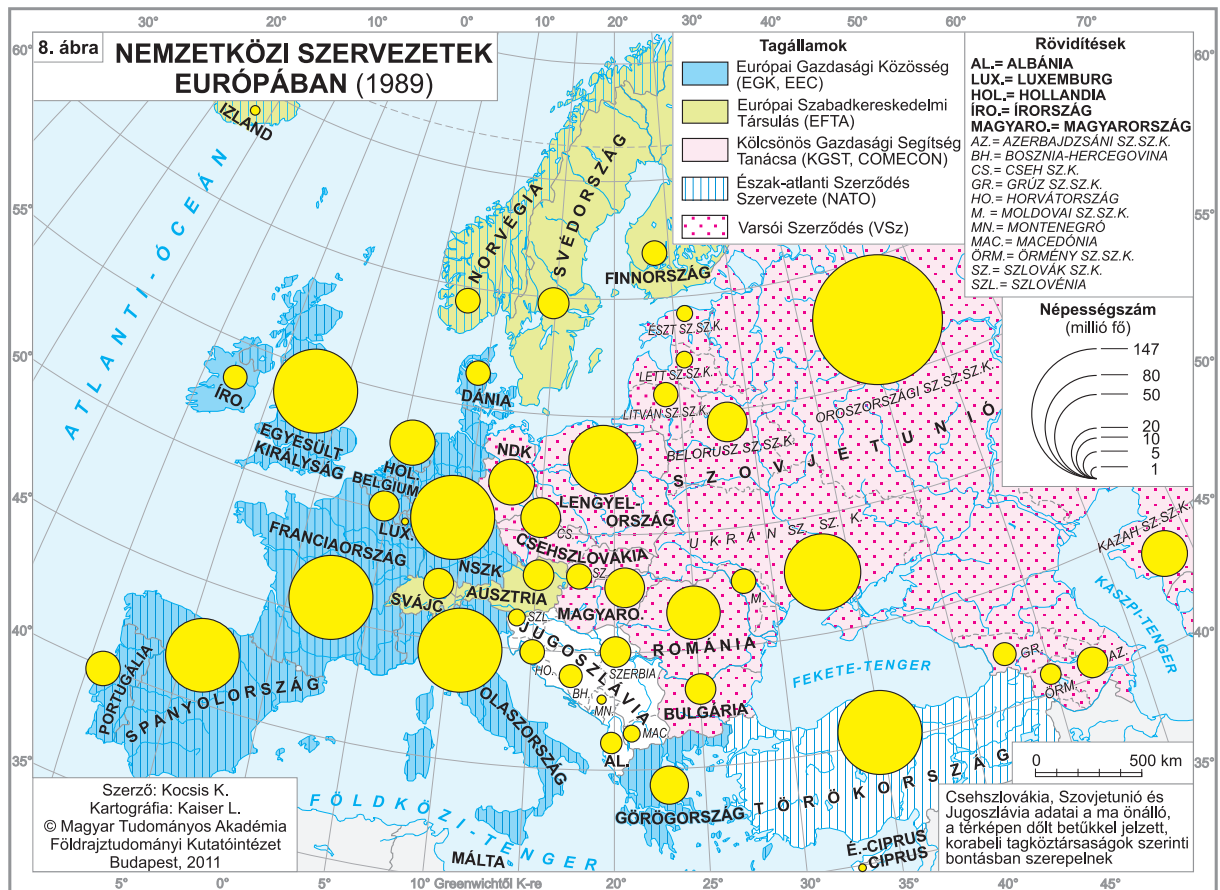 30°
20°
10°
0°
10°
20°
30°
40°
50°
60°
70°
8. ábra
NEMZETKÖZI SZERVEZETEK
EURÓPÁBAN (1989)
Tagállamok
Európai Gazdasági Közösség
(EGK, EEC)
Európai Szabadkereskedelmi
Társulás (EFTA)
Kölcsönös Gazdasági Segítség
Tanácsa (KGST, COMECON)
Észak-atlanti Szerződés
Szervezete (NATO)
Varsói Szerződés (VSz)
Rövidítések
AL.= ALBÁNIA
LUX.= LUXEMBURG
HOL.= HOLLANDIA
ÍRO.= ÍRORSZÁG
MAGYARO.= MAGYARORSZÁG
AZ.= AZERBAJDZSÁNI SZ.SZ.K.
BH.= BOSZNIA-HERCEGOVINA
CS.= CSEH SZ.K.
GR.= GRÚZ SZ.SZ.K.
HO.= HORVÁTORSZÁG
M. = MOLDOVAI SZ.SZ.K.
MN.= MONTENEGRÓ
MAC.= MACEDÓNIA
ÖRM.= ÖRMÉNY SZ.SZ.K.
SZ.= SZLOVÁK SZ.K.
SZL.= SZLOVÉNIA
Népességszám
(millió fő)
147
80
50
20
10
5
1
60°
55°
50°
45°
40°
35°
60°
55°
50°
45°
40°
35°
ATLANTI-ÓCEÁN
IZLAND
NORVÉGIA
SVÉDORSZÁG
FINNORSZÁG
ÉSZT SZ.SZ.K.
LETT SZ.SZ.K.
LITVÁN SZ.SZ.K.
OROSZORSZÁGI SZ.SZ.SZ.K.
BELORUSZ SZ.SZ.K.
SZOVJETUNIÓ
ÍRO.
DÁNIA
EGYESÜLT
KIRÁLYSÁG
HOL.
BELGIUM
LUX.
NDK
LENGYEL-
ORSZÁG
CS.
CSEHSZLOVÁKIA
SZ.
UKRÁN SZ. SZ. K.
KAZAH SZ.SZ.K.
FRANCIAORSZÁG
NSZK
SVÁJC
AUSZTRIA
MAGYARO.
M.
ROMÁNIA
SZL.
JUGOSZLÁVIA
HO.
BH.
SZERBIA
MN.
MAC.
AL.
BULGÁRIA
FEKETE-TENGER
KASZPI-TENGER
GR.
ÖRM.
AZ.
PORTUGÁLIA
SPANYOLORSZÁG
OLASZORSZÁG
GÖRÖGORSZÁG
TÖRÖKORSZÁG
FÖLDKÖZI-TENGER
MÁLTA
É.-CIPRUS
CIPRUS
0 500 km
Csehszlovákia, Szovjetunió és
Jugoszlávia adatai a ma önálló,
a térképen dőlt betűkkel jelzett,
korabeli tagköztársaságok szerinti
bontásban szerepelnek
Szerző: Kocsis K.
Kartográfia: Kaiser L.
© Magyar Tudományos Akadémia
Földrajztudományi Kutatóintézet
Budapest, 2011
5°
0°
5°
10° Greenwichtől K-re
20°
25°
30°
35°
40°
45°